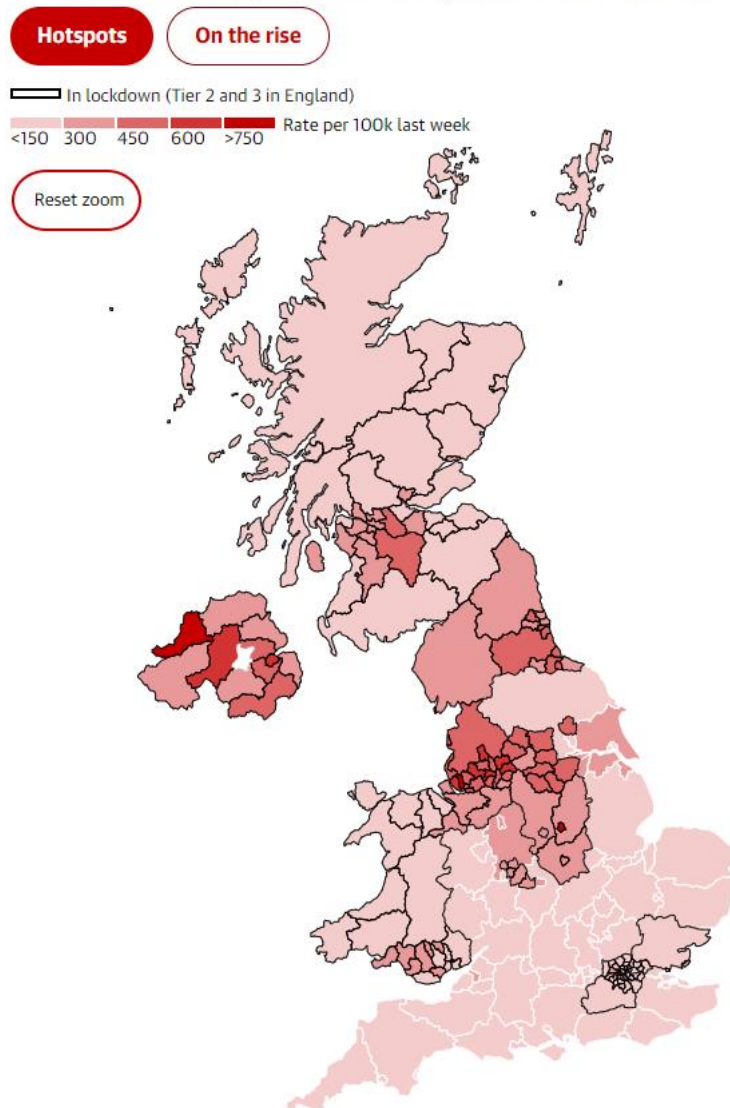 Hotspots
On the rise
In lockdown (Tier 2 and 3 in England)
<150 300 450 600 >750 Rate per 100k last week
Reset zoom